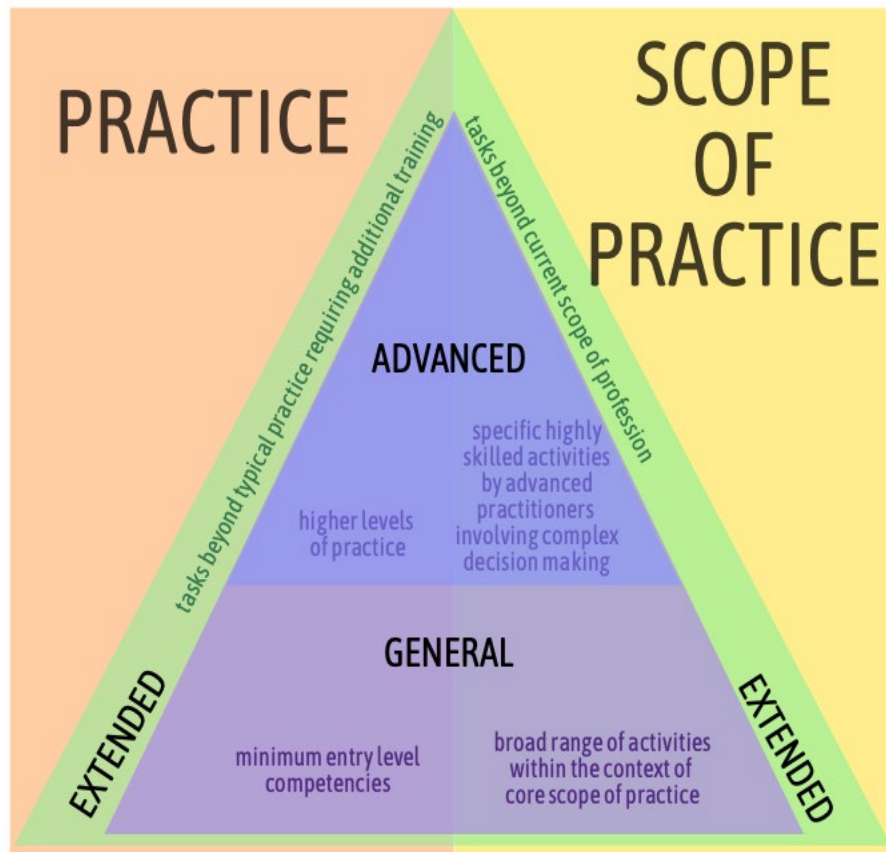 PRACTICE
SCOPE
OF
PRACTICE
tasks beyond typical practice requiring additional training
tasks beyond current scope of profession
ADVANCED
higher levels
of practice
specific highly
skilled activities
by advanced
practitioners
involving complex
decision making
GENERAL
minimum entry level
competencies
broad range of activities
within the context of
core scope of practice
EXTENDED
EXTENDED